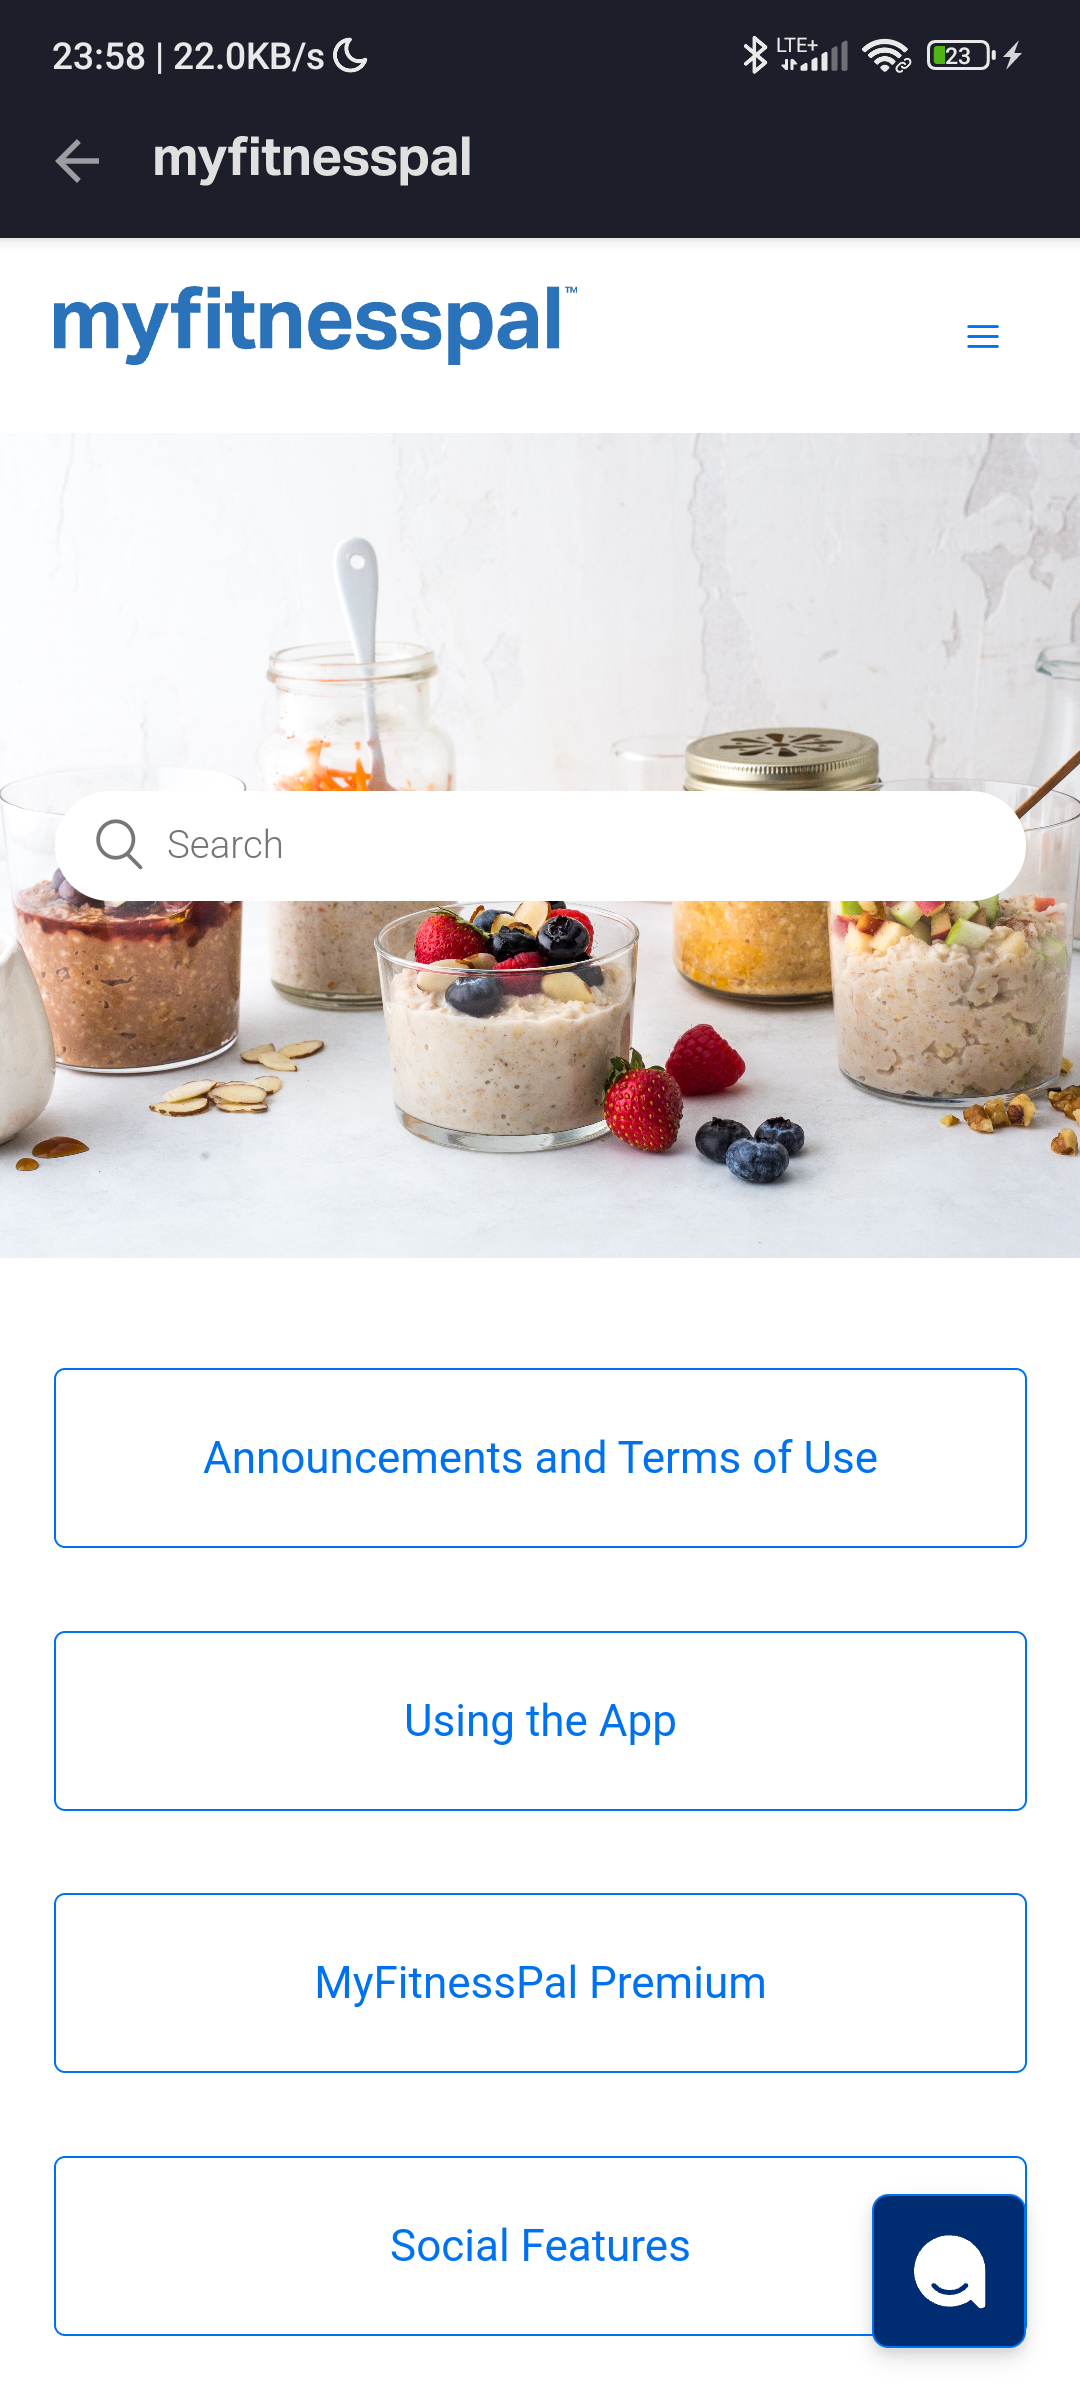 23:58 | 22.0KB/s LTE+ 23
myfitnesspal
myfitnesspal™
Search
Announcements and Terms of Use
Using the App
MyFitnessPal Premium
Social Features